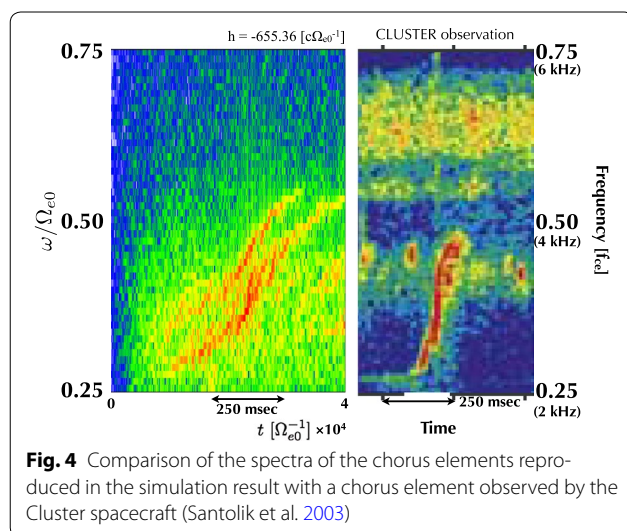 h = -655.36 [cΩe0⁻¹]
CLUSTER observation
0.75
0.50
0.25
ω/Ωe0
0
4
250 msec
t [Ωe0⁻¹] ×10⁴
0.75
(6 kHz)
0.50
(4 kHz)
0.25
(2 kHz)
Frequency [fce]
250 msec
Time
Fig. 4 Comparison of the spectra of the chorus elements repro-
duced in the simulation result with a chorus element observed by the
Cluster spacecraft (Santolik et al. 2003)